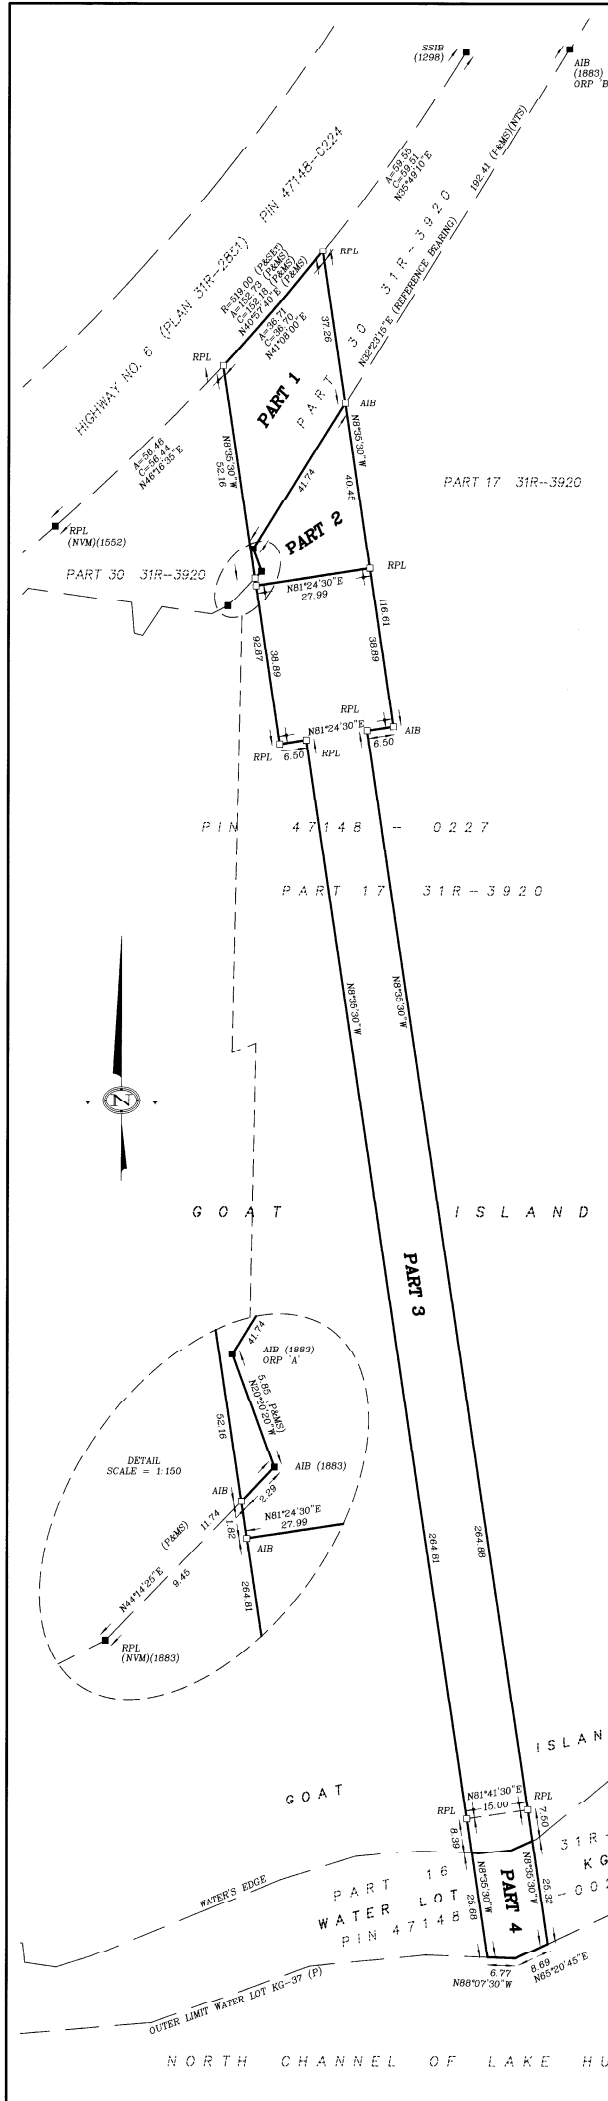 SSIB
(1298)
AIB
(1883)
ORP 'B'
A=59.55
C=59.51
N35°49'10"E
192.41 (P&MS)(NTS)
N32°23'15"E (REFERENCE BEARING)
PIN 47148-0224
HIGHWAY NO. 6 (PLAN 31R-2851)
R=519.00 (P&SET)
A=152.73 (P&MS)
C=152.18 (P&MS)
N40°57'40"E (P&MS)
A=36.71
C=36.70
N41°08'00"E
RPL
RPL
37.26
PART 30 31R-3920
PART 1
AIB
A=56.46
C=56.44
N46°16'35"E
N8°35'30"W
52.16
N8°35'30"W
40.45
41.74
PART 17 31R-3920
RPL
(NVM)(1552)
PART 2
PART 30 31R-3920
N81°24'30"E
27.99
RPL
116.61
38.89
92.87
38.89
RPL
N81°24'30"E
AIB
6.50
RPL
6.50
RPL
PIN 47148 - 0227
PART 17 31R-3920
N8°35'30"W
N8°35'30"W
N
GOAT ISLAND
PART 3
41.74
AIB (1883)
ORP 'A'
5.85 (P&MS)
N20°20'20"W
52.16
DETAIL
SCALE = 1:150
AIB (1883)
AIB
2.29
N81°24'30"E
27.99
11.74
(P&MS)
1.82
AIB
N44°14'25"E
9.45
264.81
RPL
(NVM)(1883)
264.81
264.88
ISLAN
GOAT
N81°41'30"E
15.00
RPL
RPL
7.50
8.39
31R-
KG
-002
PART 16
WATER LOT
PIN 47148
WATER'S EDGE
N8°35'30"W
25.68
PART 4
N8°35'30"W
25.32
6.77
N88°07'30"W
8.69
N65°20'45"E
OUTER LIMIT WATER LOT KG-37 (P)
NORTH CHANNEL OF LAKE HU